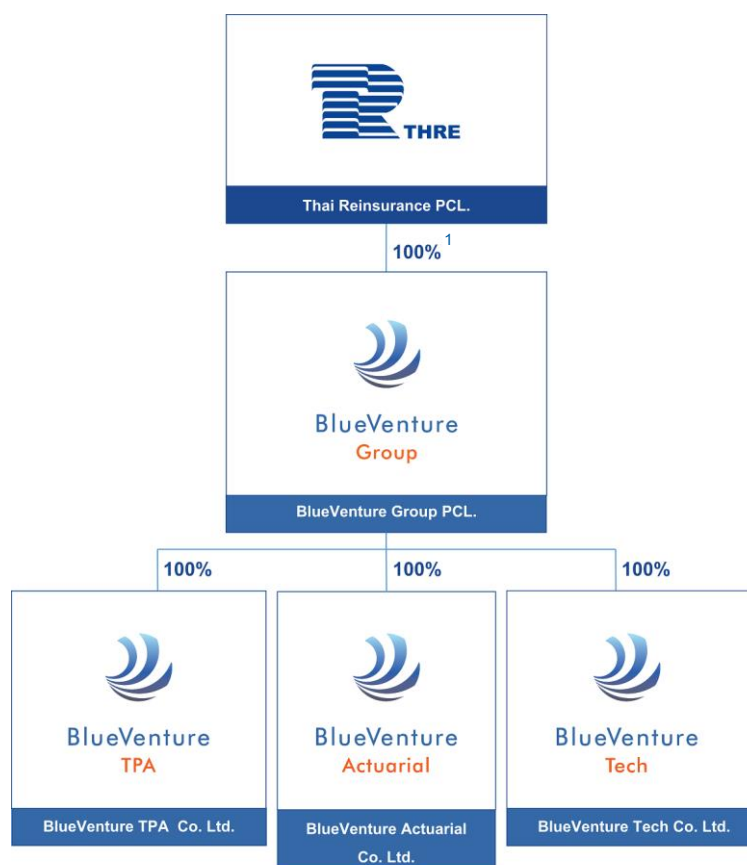 THRE
Thai Reinsurance PCL.
100% 1
BlueVenture
Group
BlueVenture Group PCL.
100% 100% 100%
BlueVenture
TPA
BlueVenture TPA Co. Ltd.
BlueVenture
Actuarial
BlueVenture Actuarial
Co. Ltd.
BlueVenture
Tech
BlueVenture Tech Co. Ltd.